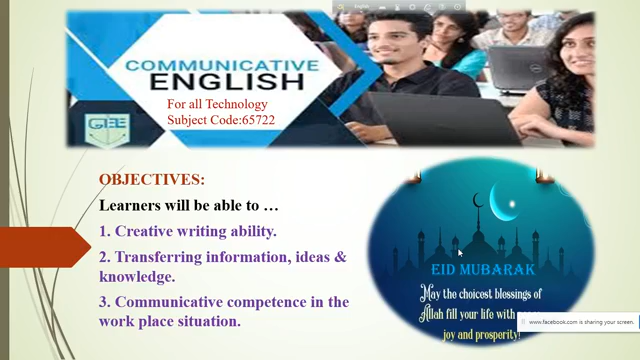 English
COMMUNICATIVE
ENGLISH
For all Technology
Subject Code:65722
OBJECTIVES:
Learners will be able to …
1. Creative writing ability.
2. Transferring information, ideas &
knowledge.
3. Communicative competence in the
work place situation.
EID MUBARAK
May the choicest blessings of
Allah fill your life with
joy and prosperity!
www.facebook.com is sharing your screen.